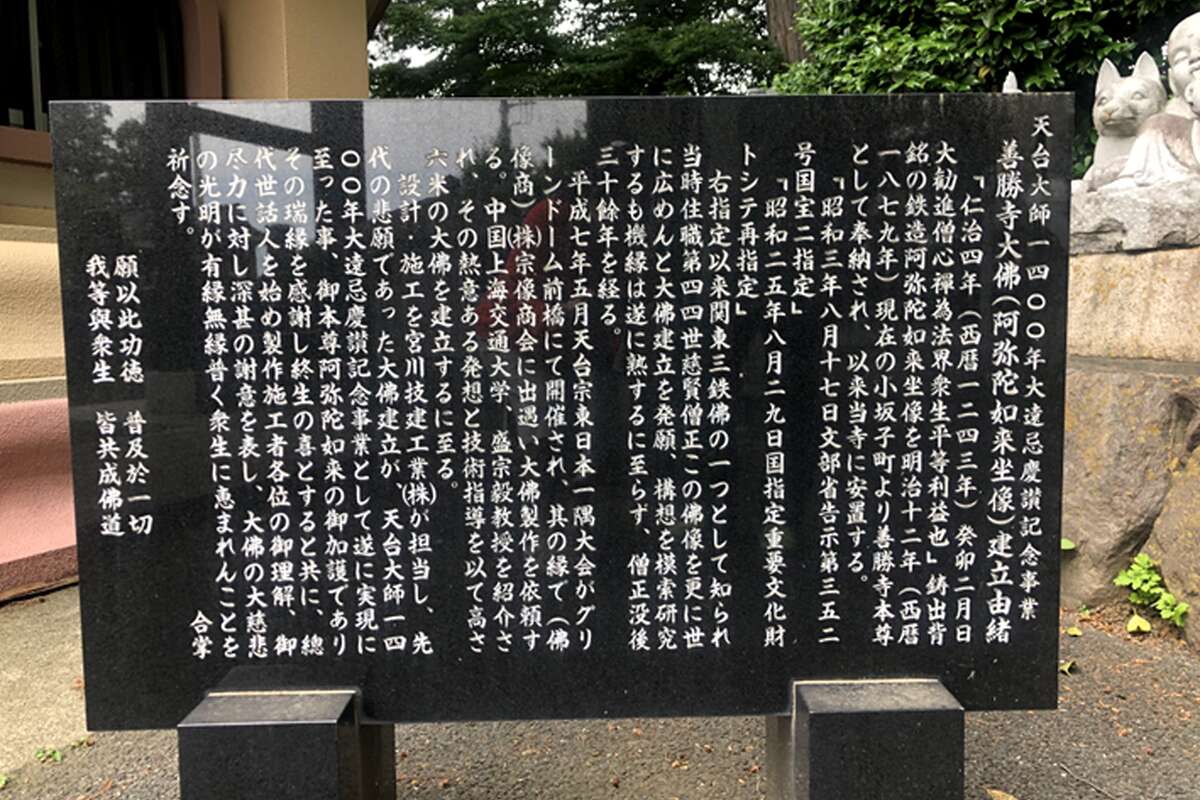 天台大師一四〇〇年大遠忌慶讃記念事業
善勝寺大佛(阿弥陀如来坐像)建立由緒
『仁治四年(西暦一二四三年)癸卯二月日
大勧進僧心禪為法界衆生平等利益也』鋳出背
銘の鉄造阿弥陀如来坐像を明治十二年(西暦
一八七九年)現在の小坂子町より善勝寺本尊
として奉納され、以来当寺に安置する。
『昭和三年八月十七日文部省告示第三五二
号国宝ニ指定』
『昭和二五年八月二九日国指定重要文化財
トシテ再指定』
右指定以来関東三鉄佛の一つとして知られ
当時住職第四四世慈賢僧正この佛像を更に世
に広めんと大佛建立を発願、構想を模索研究
するも機縁は遂に熟するに至らず、僧正没後
三十餘年を経る。
平成七年五月天台宗東日本一隅大会がグリ
ーンドーム前橋にて開催され、其の縁で(佛
像商)㈱宗像商会に出遇い大佛製作を依頼す
る。中国上海交通大学、盛宗毅教授を紹介さ
れ、その熱意ある発想と技術指導を以て高さ
六米の大佛を建立するに至る。
設計・施工を宮川技建工業㈱が担当し、先
代の悲願であった大佛建立が、天台大師一四
〇〇年大遠忌慶讃記念事業として遂に実現に
至った事、御本尊阿弥陀如来の御加護であり
その瑞縁を感謝し終生の喜とすると共に、總
代世話人を始め製作施工者各位の御理解、御
尽力に対し深甚の謝意を表し、大佛の大慈悲
の光明が有縁無縁普く衆生に恵まれんことを
祈念す。 合掌
願以此功徳 普及於一切
我等與衆生 皆共成佛道